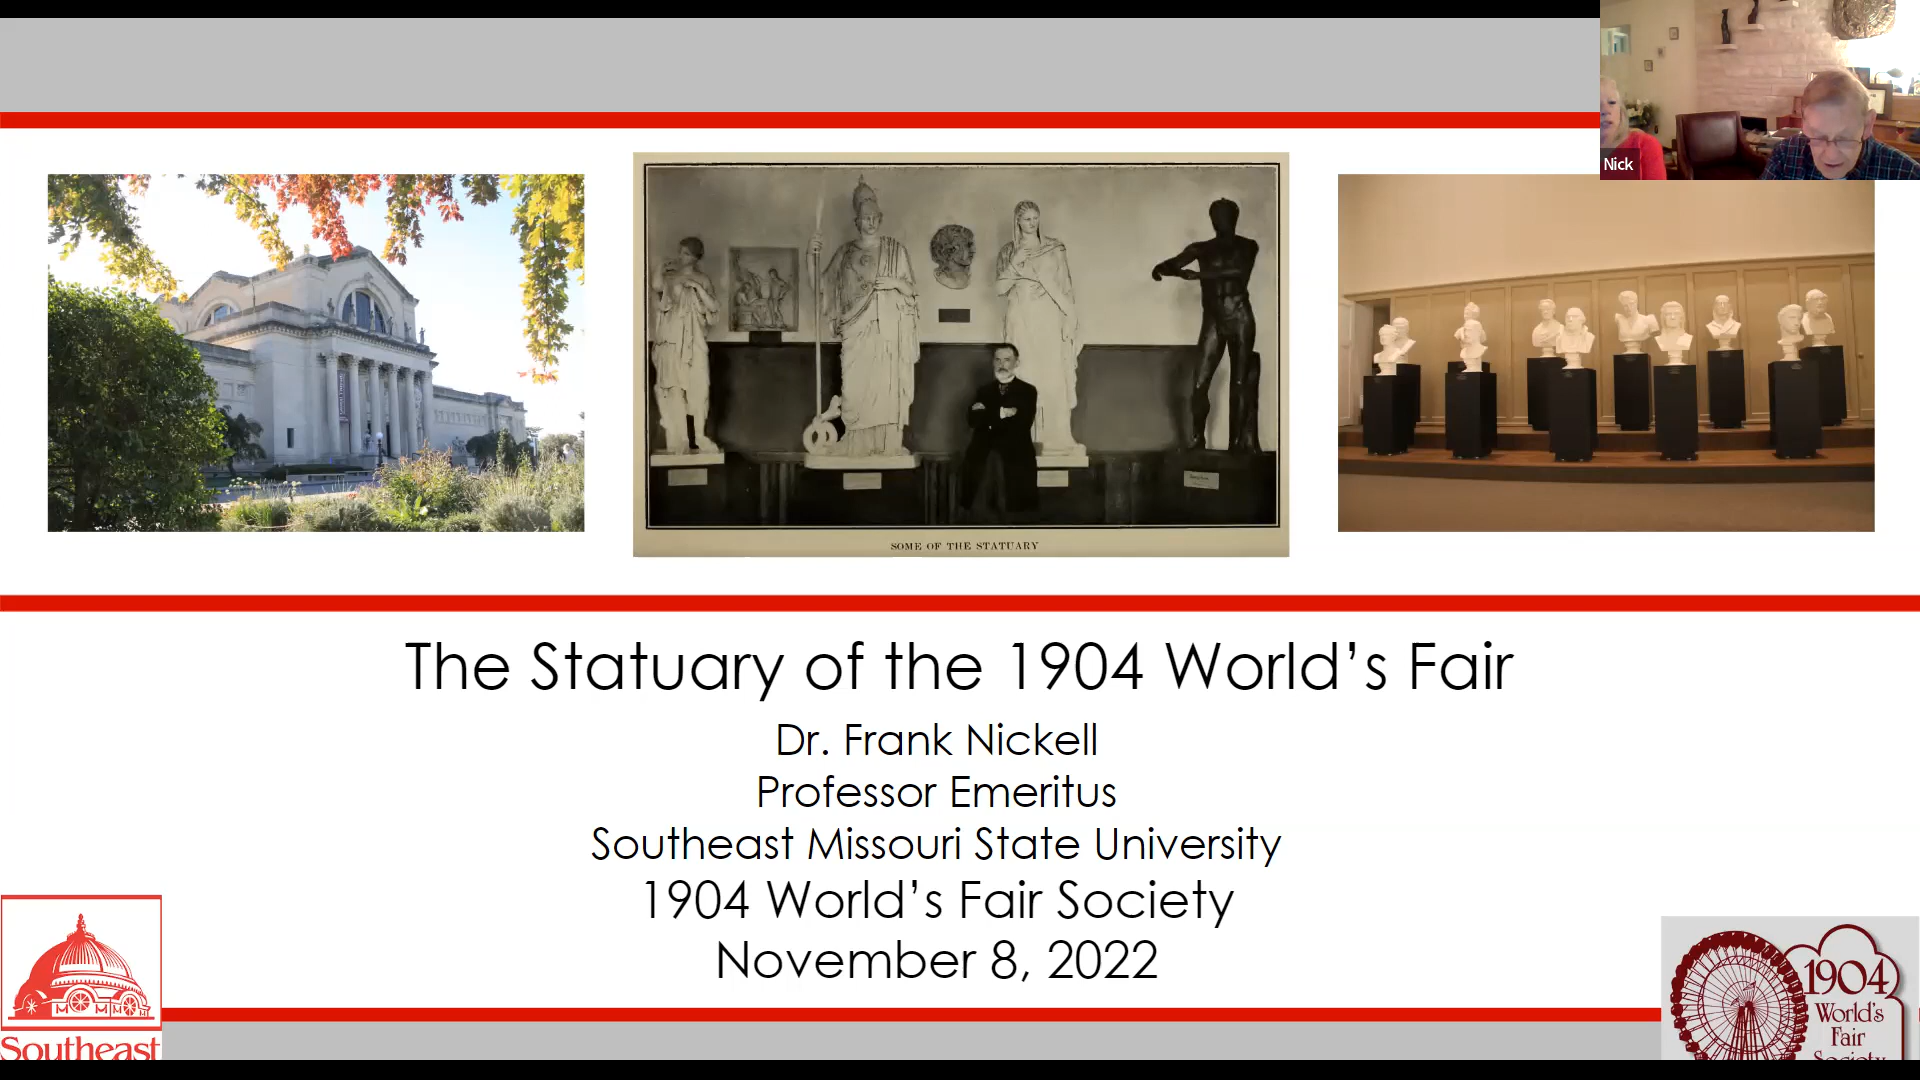 Nick
SOME OF THE STATUARY
The Statuary of the 1904 World's Fair
Dr. Frank Nickell
Professor Emeritus
Southeast Missouri State University
1904 World's Fair Society
November 8, 2022
Southeast
1904
World's
Fair
Society